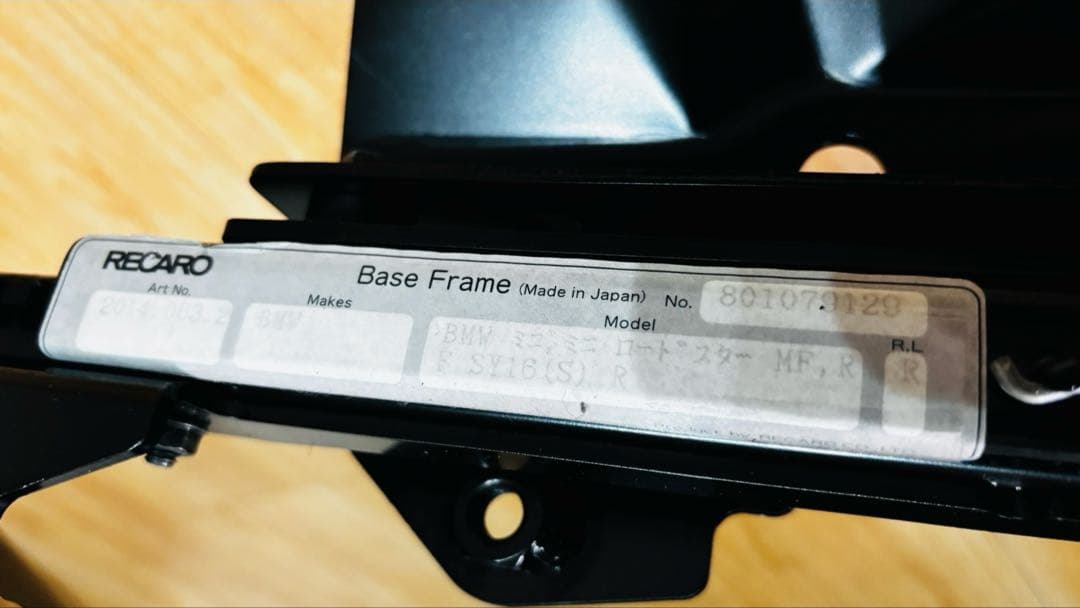 RECARO
Base Frame (Made in Japan) No. 801079129
Art No. Makes Model R.L
2014.003.2 BMW BMW ミニ,ミニ ロードスター MF,R R
F SY16(S) R